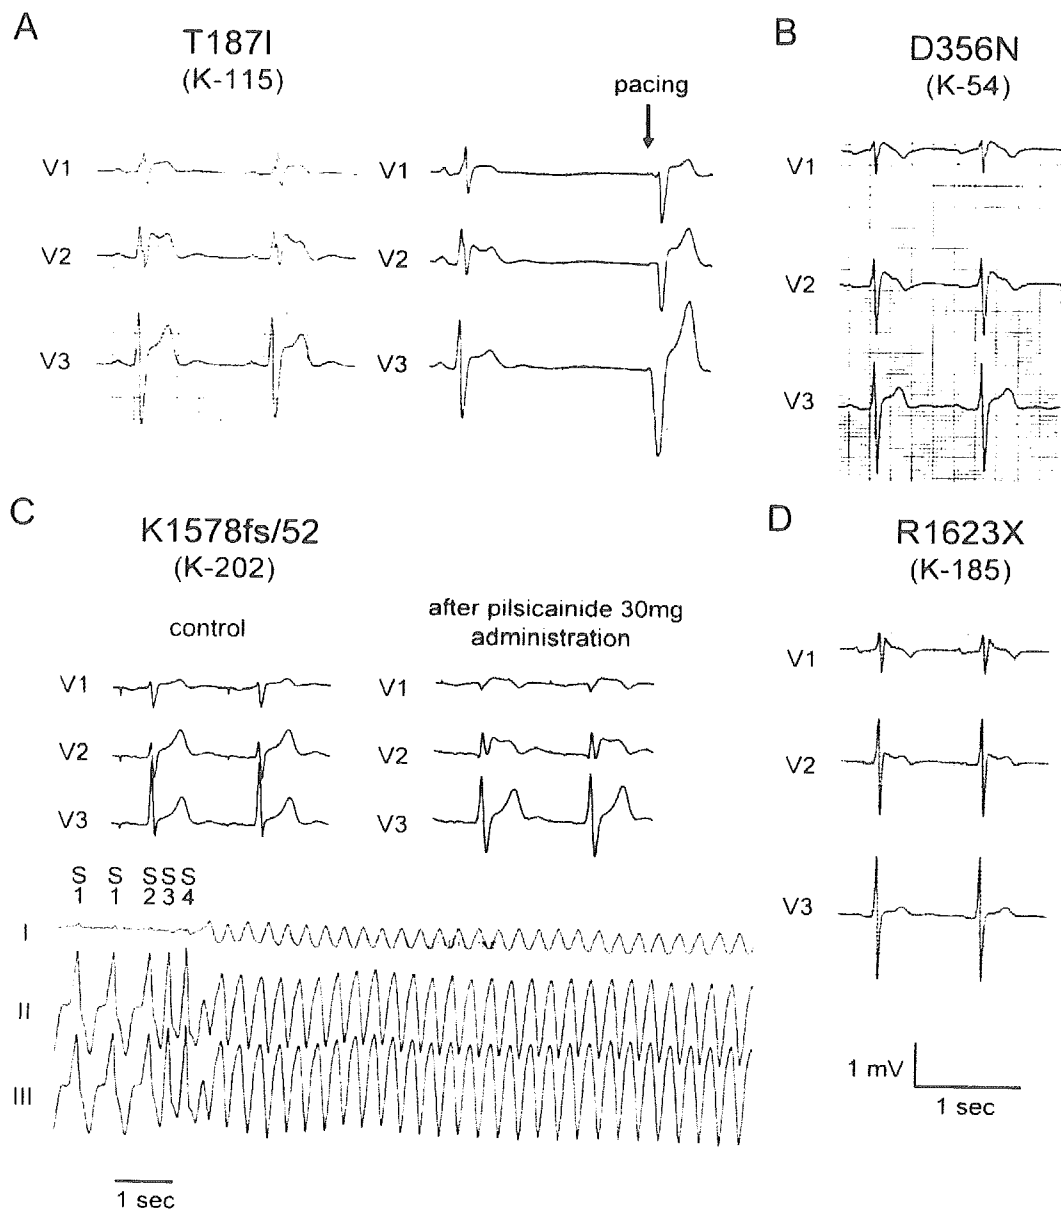 A
T187I
(K-115)
pacing
V1
V2
V3
V1
V2
V3
B
D356N
(K-54)
V1
V2
V3
C
K1578fs/52
(K-202)
control
V1
V2
V3
after pilsicainide 30mg
administration
V1
V2
V3
S S S S S
1 1 2 3 4
I
II
III
1 sec
D
R1623X
(K-185)
V1
V2
V3
1 mV
1 sec